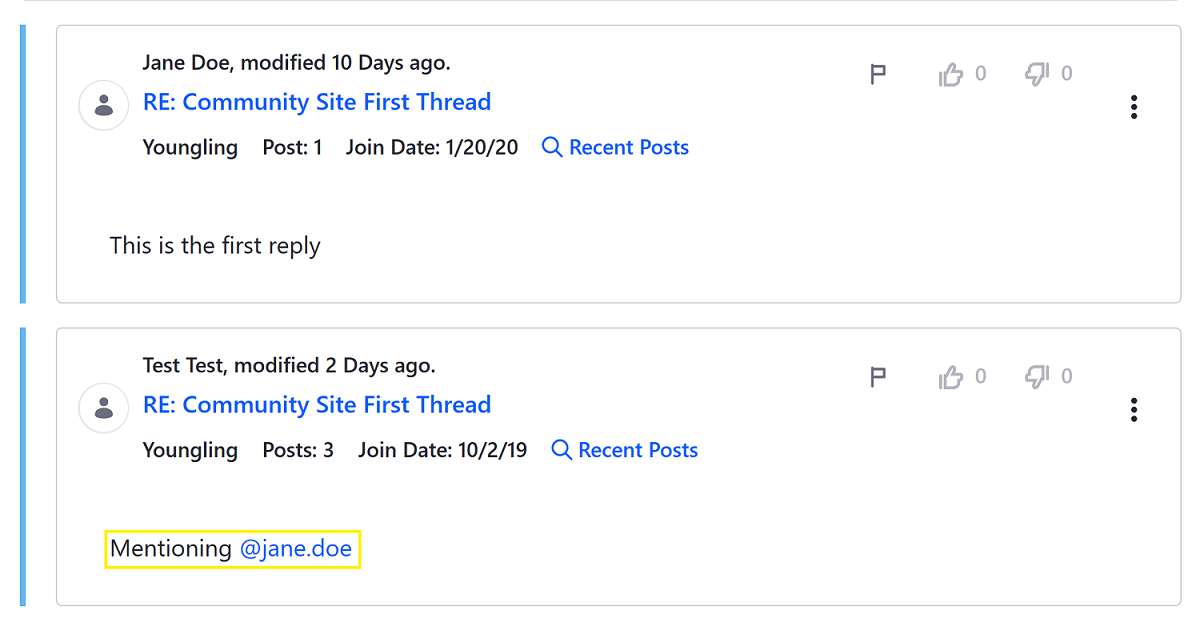 Jane Doe, modified 10 Days ago.
0 0
RE: Community Site First Thread
Youngling Post: 1 Join Date: 1/20/20 Recent Posts
This is the first reply
Test Test, modified 2 Days ago.
0 0
RE: Community Site First Thread
Youngling Posts: 3 Join Date: 10/2/19 Recent Posts
Mentioning @jane.doe